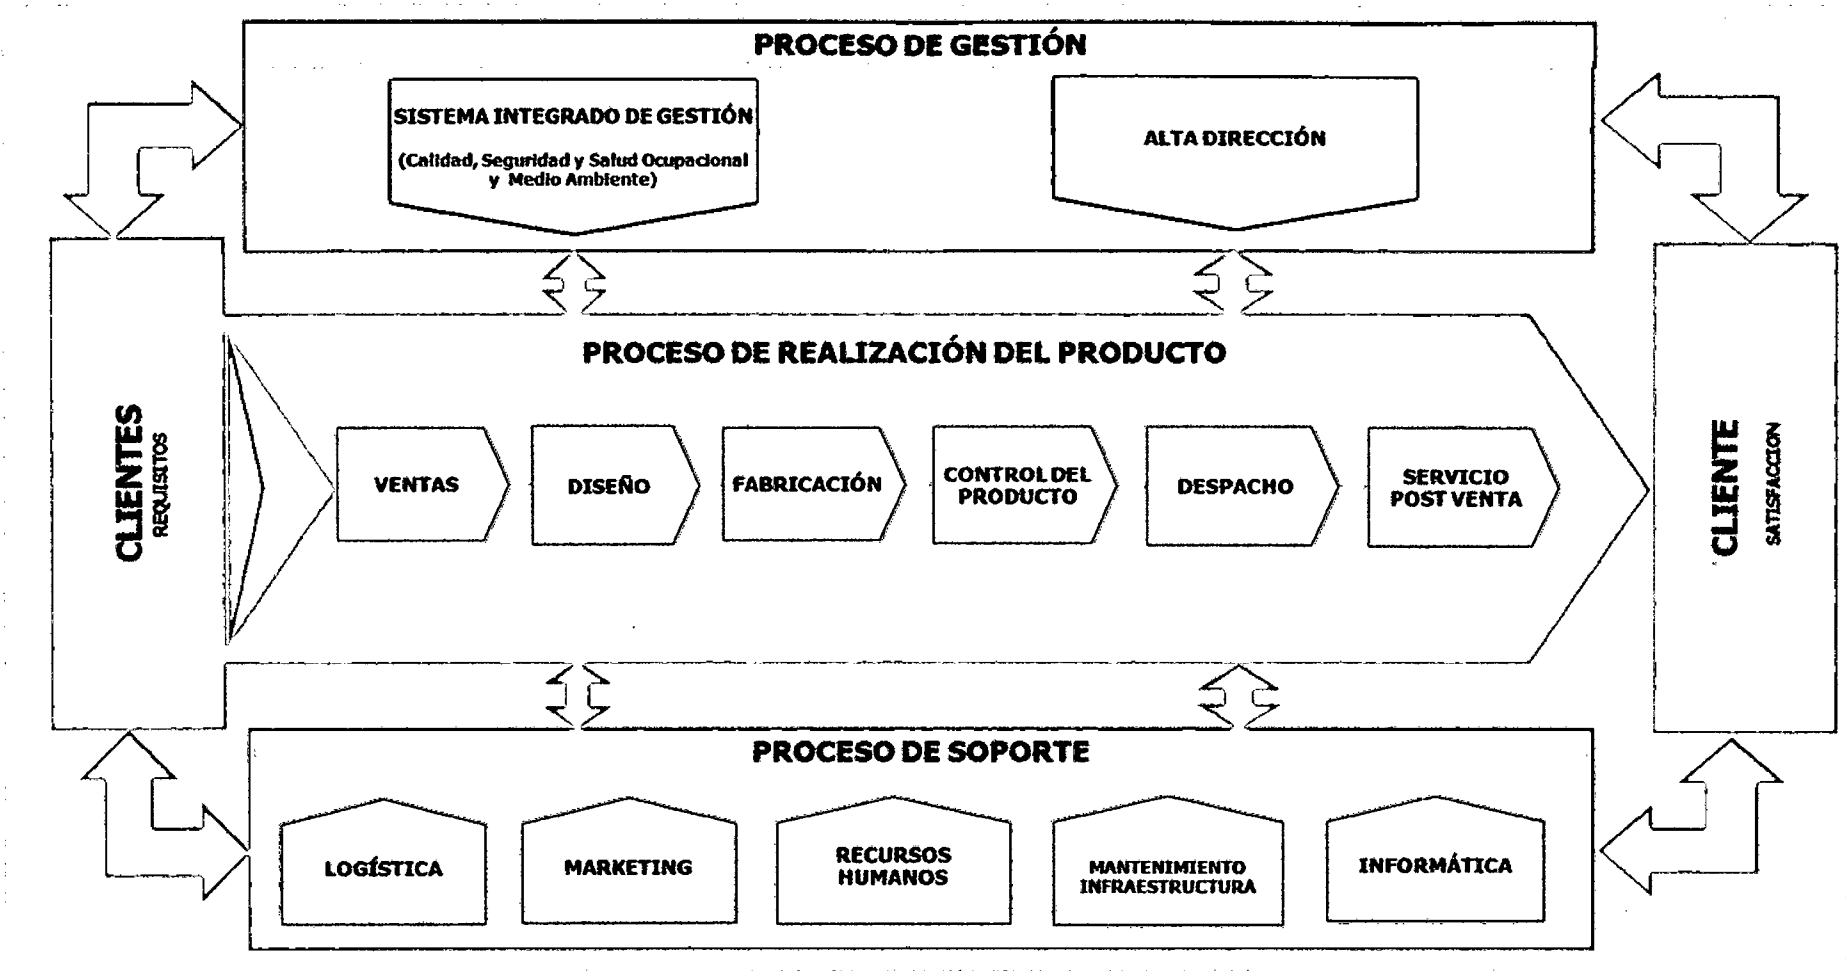 PROCESO DE GESTIÓN
SISTEMA INTEGRADO DE GESTIÓN
(Calidad, Seguridad y Salud Ocupacional
y Medio Ambiente)
ALTA DIRECCIÓN
CLIENTES
REQUISITOS
PROCESO DE REALIZACIÓN DEL PRODUCTO
VENTAS
DISEÑO
FABRICACIÓN
CONTROL DEL
PRODUCTO
DESPACHO
SERVICIO
POST VENTA
CLIENTE
SATISFACCION
PROCESO DE SOPORTE
LOGÍSTICA
MARKETING
RECURSOS
HUMANOS
MANTENIMIENTO
INFRAESTRUCTURA
INFORMÁTICA